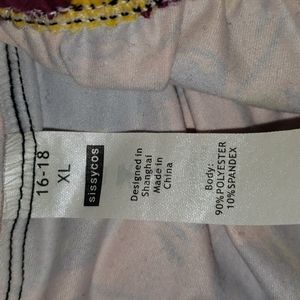 16-18
XL
sissycos
Designed in
Shanghai
Made in
China
Body:
90%POLYESTER
10%SPANDEX